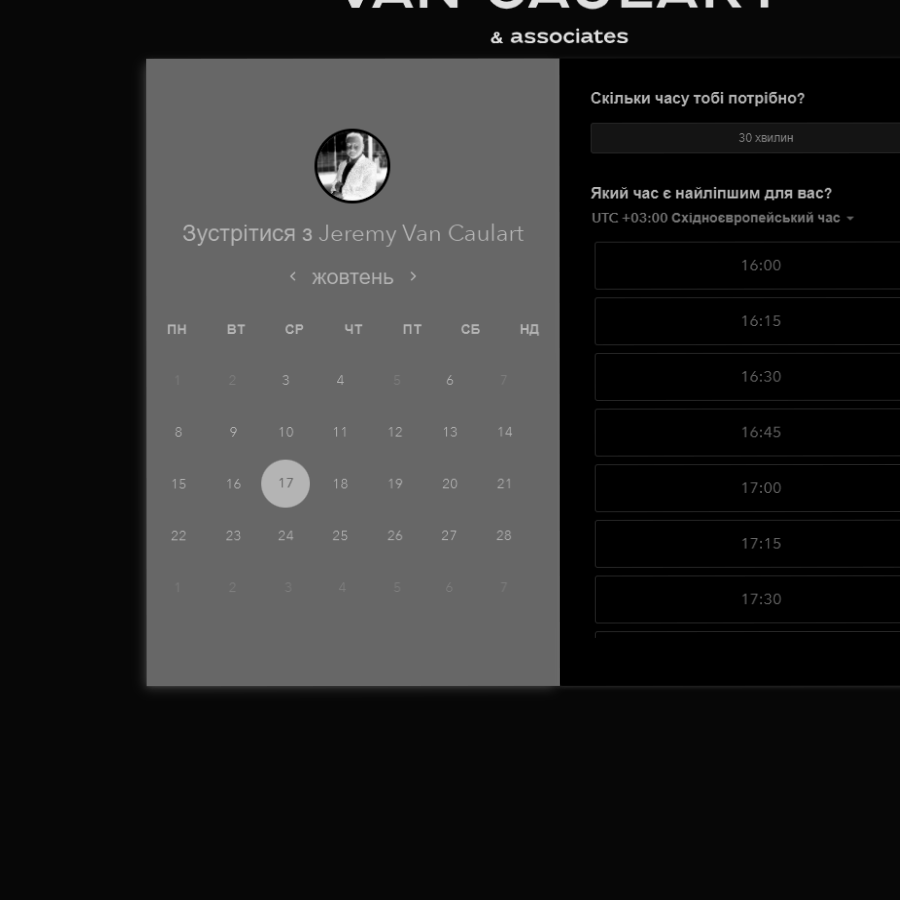 VAN CAULART
& associates
Зустрітися з Jeremy Van Caulart
жовтень
ПН ВТ СР ЧТ ПТ СБ НД
1 2 3 4 5 6 7
8 9 10 11 12 13 14
15 16 17 18 19 20 21
22 23 24 25 26 27 28
1 2 3 4 5 6 7
Скільки часу тобі потрібно?
30 хвилин
Який час є найліпшим для вас?
UTC +03:00 Східноєвропейський час
16:00
16:15
16:30
16:45
17:00
17:15
17:30